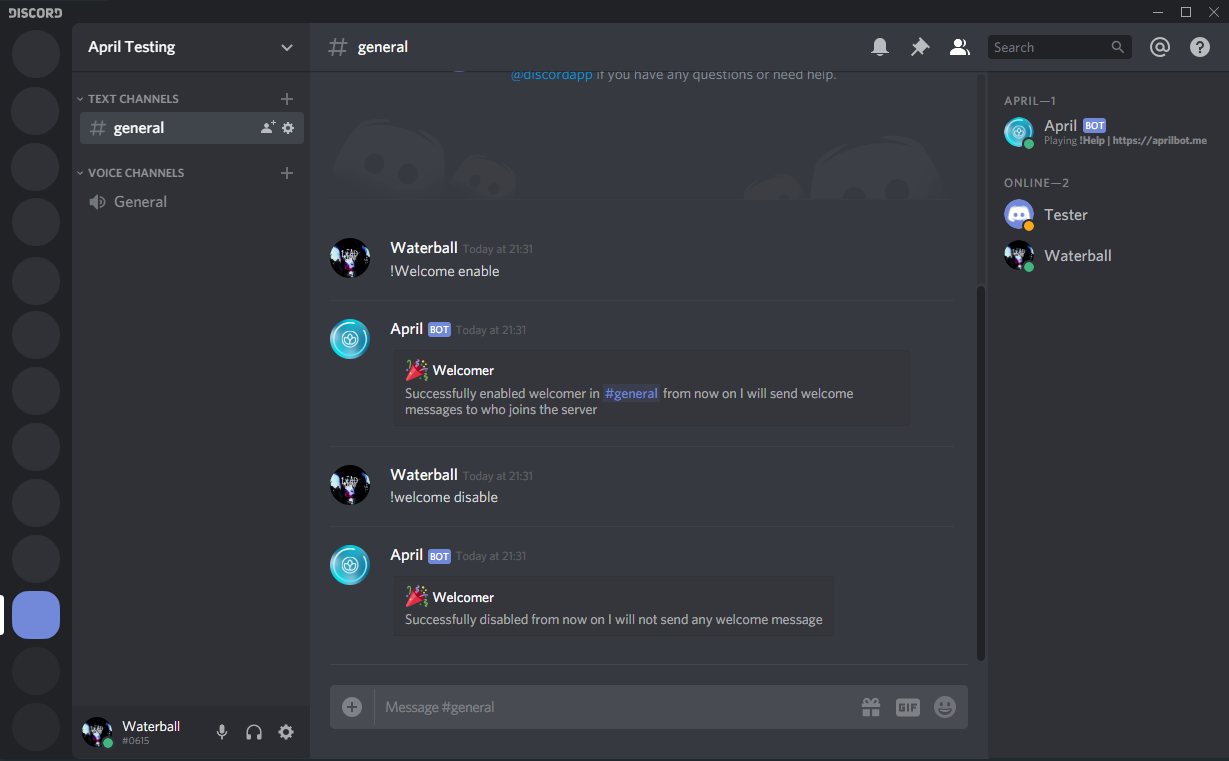 DISCORD
April Testing
TEXT CHANNELS
# general
VOICE CHANNELS
General
Waterball
#0615
# general
Search
@discordapp if you have any questions or need help.
Waterball Today at 21:31
!Welcome enable
April BOT Today at 21:31
Welcomer
Successfully enabled welcomer in #general from now on I will send welcome
messages to who joins the server
Waterball Today at 21:31
!welcome disable
April BOT Today at 21:31
Welcomer
Successfully disabled from now on I will not send any welcome message
Message #general
GIF
APRIL—1
April BOT
Playing !Help | https://aprilbot.me
ONLINE—2
Tester
Waterball